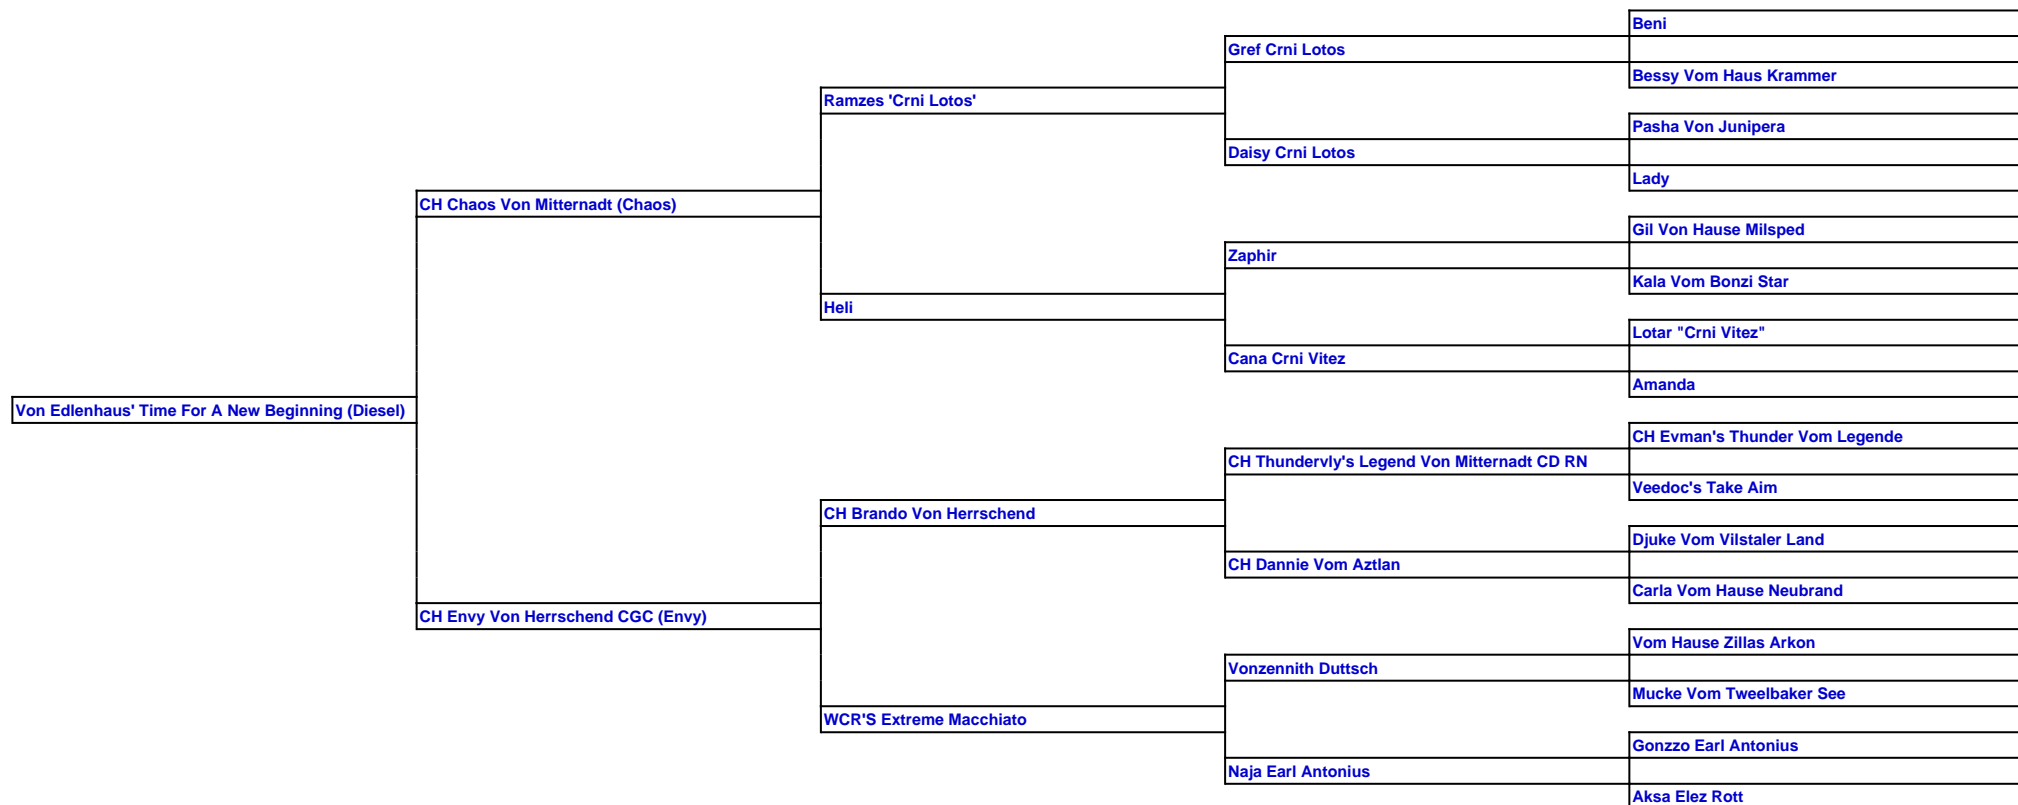 Beni
Gref Crni Lotos
Bessy Vom Haus Krammer
Ramzes 'Crni Lotos'
Pasha Von Junipera
Daisy Crni Lotos
Lady
CH Chaos Von Mitternadt (Chaos)
Gil Von Hause Milsped
Zaphir
Kala Vom Bonzi Star
Heli
Lotar "Crni Vitez"
Cana Crni Vitez
Amanda
Von Edlenhaus' Time For A New Beginning (Diesel)
CH Evman's Thunder Vom Legende
CH Thundervly's Legend Von Mitternadt CD RN
Veedoc's Take Aim
CH Brando Von Herrschend
Djuke Vom Vilstaler Land
CH Dannie Vom Aztlan
Carla Vom Hause Neubrand
CH Envy Von Herrschend CGC (Envy)
Vom Hause Zillas Arkon
Vonzennith Duttsch
Mucke Vom Tweelbaker See
WCR'S Extreme Macchiato
Gonzzo Earl Antonius
Naja Earl Antonius
Aksa Elez Rott